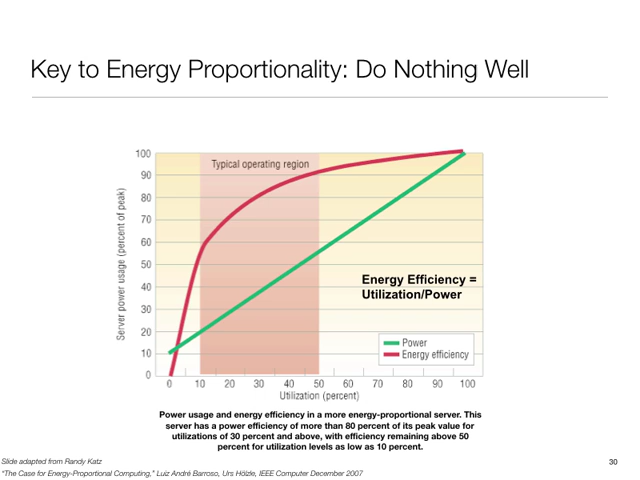 Key to Energy Proportionality: Do Nothing Well
Typical operating region
Server power usage (percent of peak)
100
90
80
70
60
50
40
30
20
10
0
Energy Efficiency =
Utilization/Power
Power
Energy efficiency
0 10 20 30 40 50 60 70 80 90 100
Utilization (percent)
Power usage and energy efficiency in a more energy-proportional server. This
server has a power efficiency of more than 80 percent of its peak value for
utilizations of 30 percent and above, with efficiency remaining above 50
percent for utilization levels as low as 10 percent.
Slide adapted from Randy Katz
30
"The Case for Energy-Proportional Computing," Luiz André Barroso, Urs Hölzle, IEEE Computer December 2007